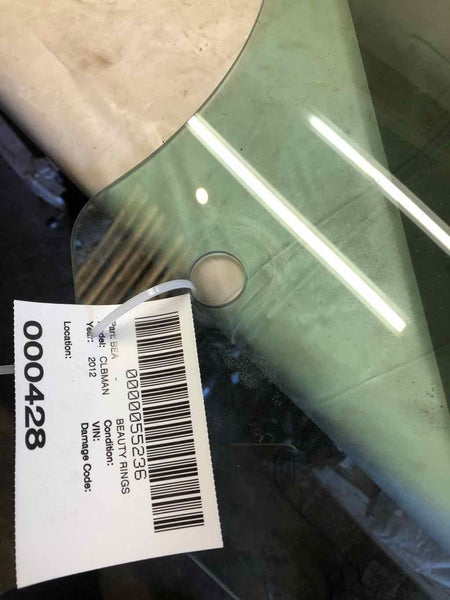 0000055236
Part: BEA - BEAUTY RINGS
Model: CLBMAN Condition:
Year: 2012 VIN:
Damage Code:
Location:
000428